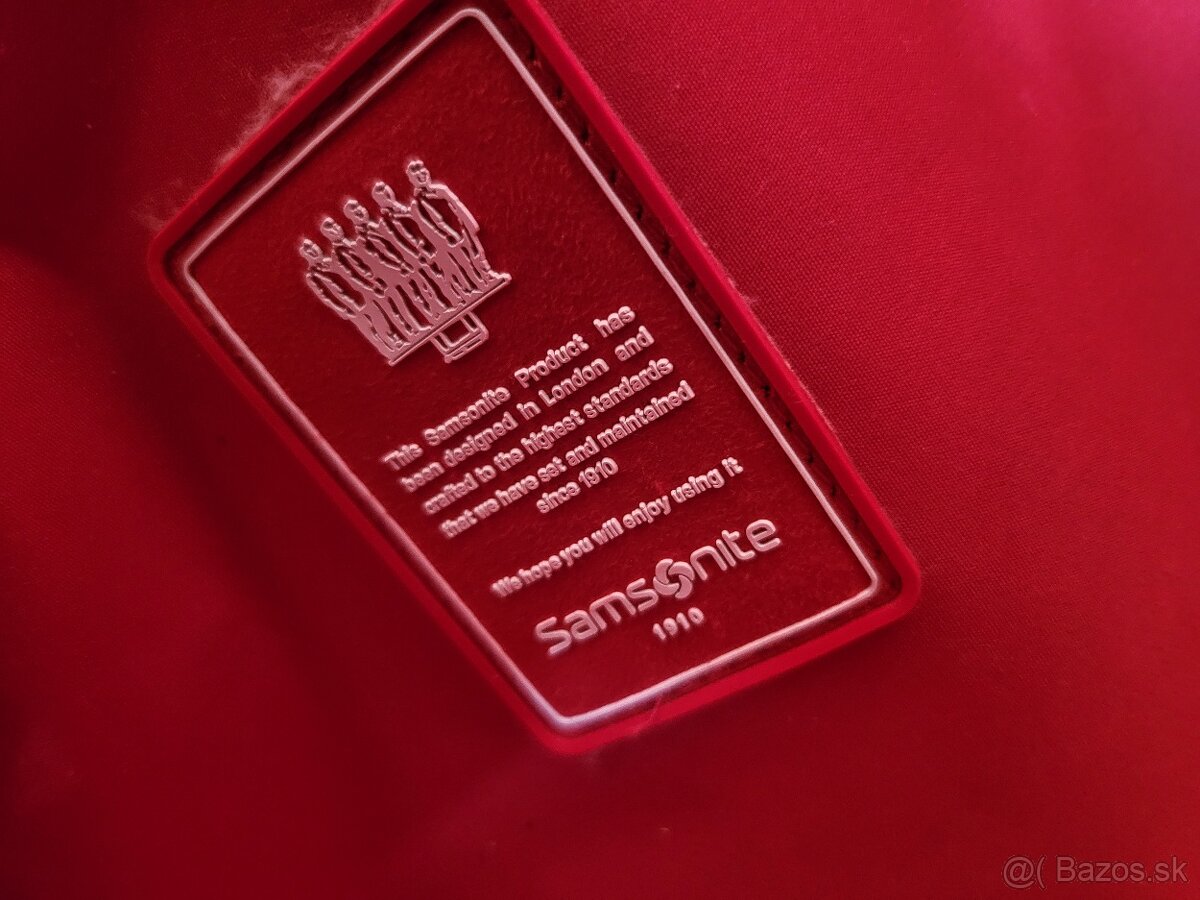 This Samsonite Product has
been designed in London and
crafted to the highest standards
that we have set and maintained
since 1910
We hope you will enjoy using it
Samsonite
1910
@( Bazos.sk